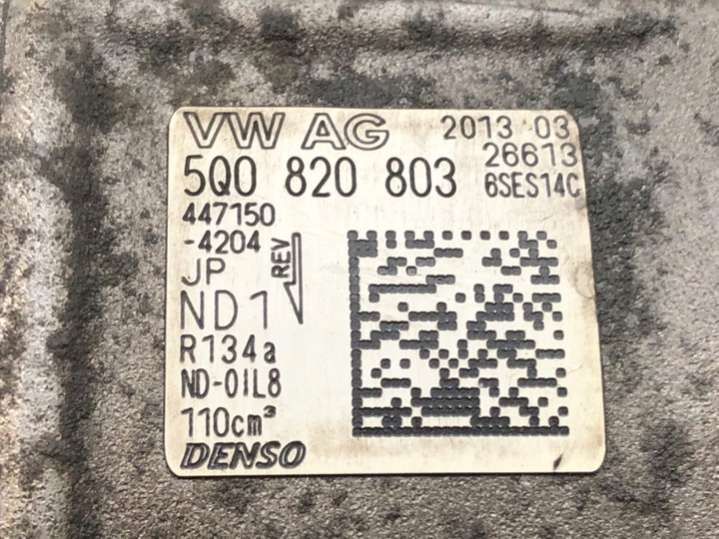 VW AG 2013 03
26613
5Q0 820 803 6SES14C
447150
-4204
REV
JP
ND1
R134a
ND-OIL8
110cm³
DENSO